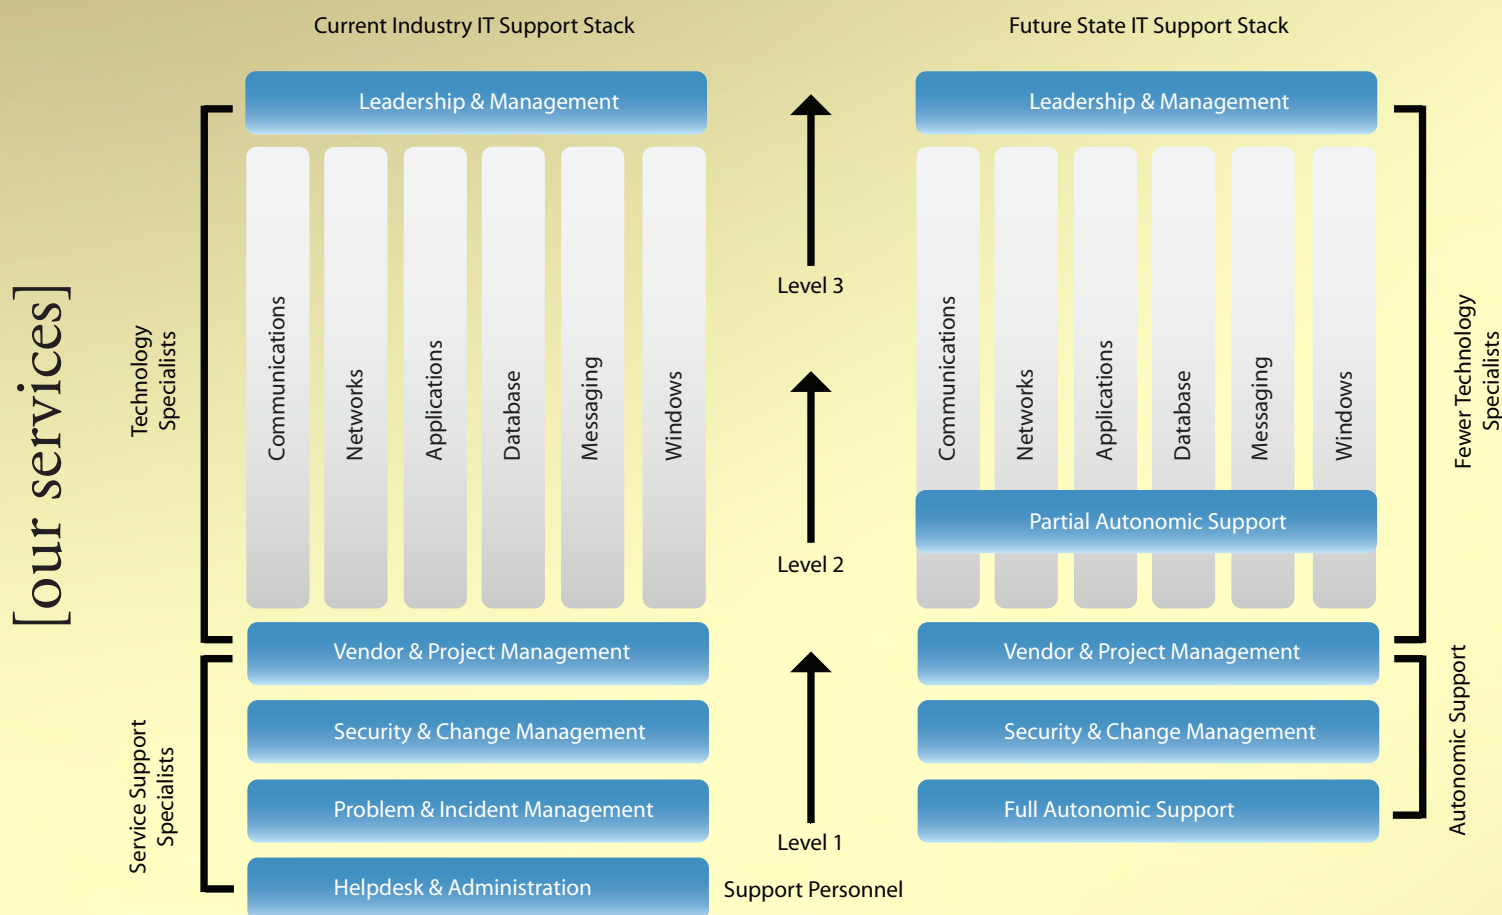 Current Industry IT Support Stack
Future State IT Support Stack
[our services]
Technology
Specialists
Service Support
Specialists
Leadership & Management
Communications
Networks
Applications
Database
Messaging
Windows
Vendor & Project Management
Security & Change Management
Problem & Incident Management
Helpdesk & Administration
Level 3
Level 2
Level 1
Support Personnel
Leadership & Management
Communications
Networks
Applications
Database
Messaging
Windows
Partial Autonomic Support
Vendor & Project Management
Security & Change Management
Full Autonomic Support
Fewer Technology
Specialists
Autonomic Support